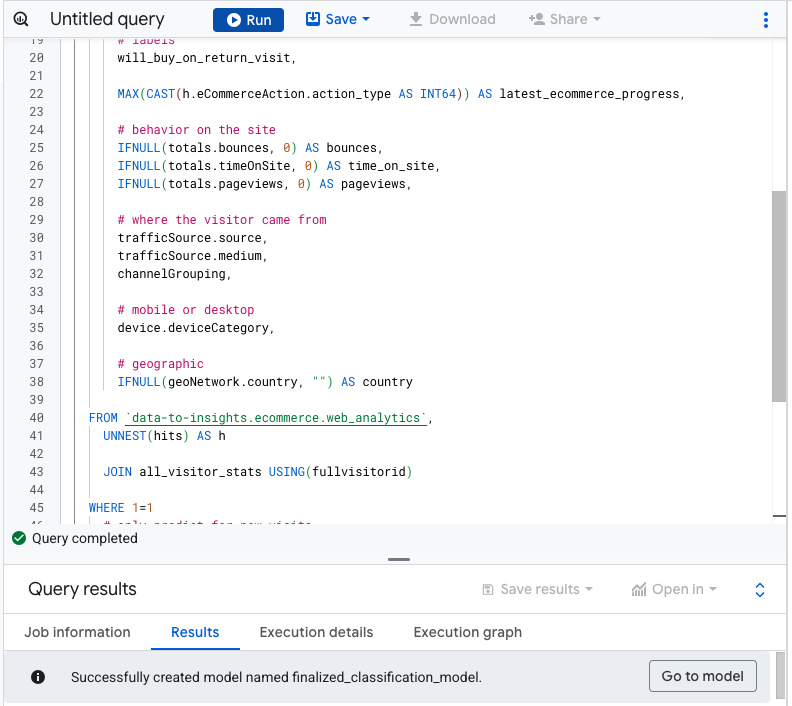 Untitled query Run Save Download Share
19 # labels
20 will_buy_on_return_visit,
21
22 MAX(CAST(h.eCommerceAction.action_type AS INT64)) AS latest_ecommerce_progress,
23
24 # behavior on the site
25 IFNULL(totals.bounces, 0) AS bounces,
26 IFNULL(totals.timeOnSite, 0) AS time_on_site,
27 IFNULL(totals.pageviews, 0) AS pageviews,
28
29 # where the visitor came from
30 trafficSource.source,
31 trafficSource.medium,
32 channelGrouping,
33
34 # mobile or desktop
35 device.deviceCategory,
36
37 # geographic
38 IFNULL(geoNetwork.country, "") AS country
39
40 FROM `data-to-insights.ecommerce.web_analytics`,
41 UNNEST(hits) AS h
42
43 JOIN all_visitor_stats USING(fullvisitorid)
44
45 WHERE 1=1
46 # only predict for new visits
Query completed
Query results Save results Open in
Job information Results Execution details Execution graph
Successfully created model named finalized_classification_model. Go to model